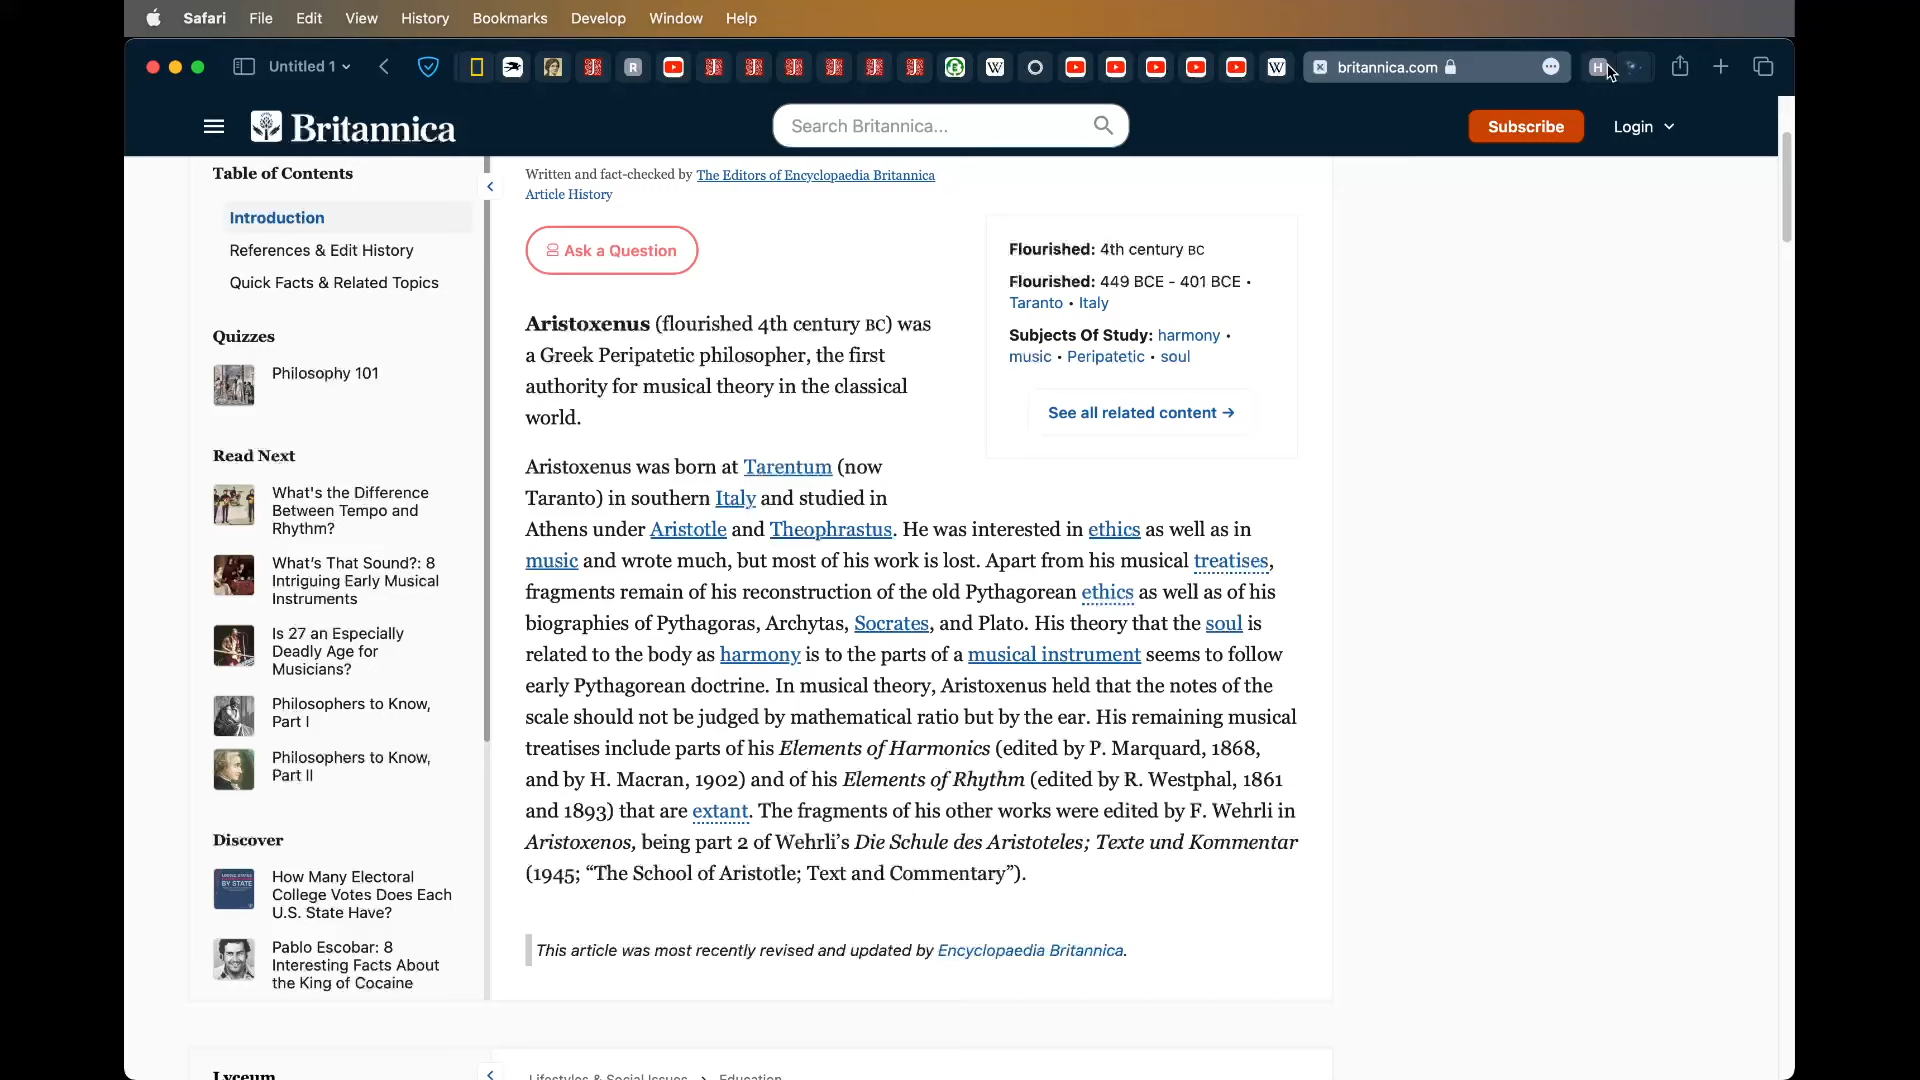 Safari File Edit View History Bookmarks Develop Window Help
Untitled 1
R
W
W
britannica.com
H
Britannica
Search Britannica...
Subscribe
Login
Table of Contents
Introduction
References & Edit History
Quick Facts & Related Topics
Quizzes
Philosophy 101
Read Next
What's the Difference
Between Tempo and
Rhythm?
What's That Sound?: 8
Intriguing Early Musical
Instruments
Is 27 an Especially
Deadly Age for
Musicians?
Philosophers to Know,
Part I
Philosophers to Know,
Part II
Discover
BY STATE
How Many Electoral
College Votes Does Each
U.S. State Have?
Pablo Escobar: 8
Interesting Facts About
the King of Cocaine
Lyceum
Written and fact-checked by The Editors of Encyclopaedia Britannica
Article History
Ask a Question
Aristoxenus (flourished 4th century BC) was
a Greek Peripatetic philosopher, the first
authority for musical theory in the classical
world.
Flourished: 4th century BC
Flourished: 449 BCE - 401 BCE •
Taranto • Italy
Subjects Of Study: harmony •
music • Peripatetic • soul
See all related content →
Aristoxenus was born at Tarentum (now
Taranto) in southern Italy and studied in
Athens under Aristotle and Theophrastus. He was interested in ethics as well as in
music and wrote much, but most of his work is lost. Apart from his musical treatises,
fragments remain of his reconstruction of the old Pythagorean ethics as well as of his
biographies of Pythagoras, Archytas, Socrates, and Plato. His theory that the soul is
related to the body as harmony is to the parts of a musical instrument seems to follow
early Pythagorean doctrine. In musical theory, Aristoxenus held that the notes of the
scale should not be judged by mathematical ratio but by the ear. His remaining musical
treatises include parts of his Elements of Harmonics (edited by P. Marquard, 1868,
and by H. Macran, 1902) and of his Elements of Rhythm (edited by R. Westphal, 1861
and 1893) that are extant. The fragments of his other works were edited by F. Wehrli in
Aristoxenos, being part 2 of Wehrli's Die Schule des Aristoteles; Texte und Kommentar
(1945; “The School of Aristotle; Text and Commentary”).
This article was most recently revised and updated by Encyclopaedia Britannica.
Lifestyles & Social Issues > Education